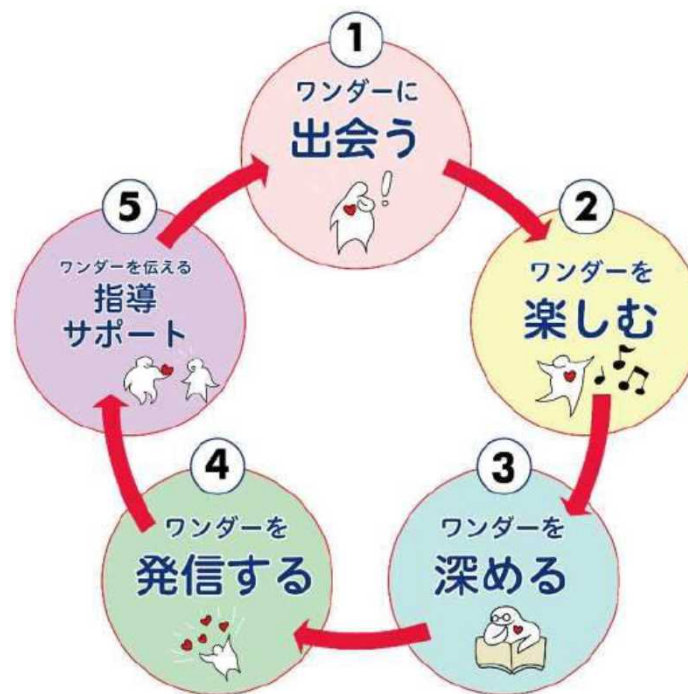 1
ワンダーに
出会う
!
2
ワンダーを
楽しむ
3
ワンダーを
深める
4
ワンダーを
発信する
5
ワンダーを伝える
指導
サポート